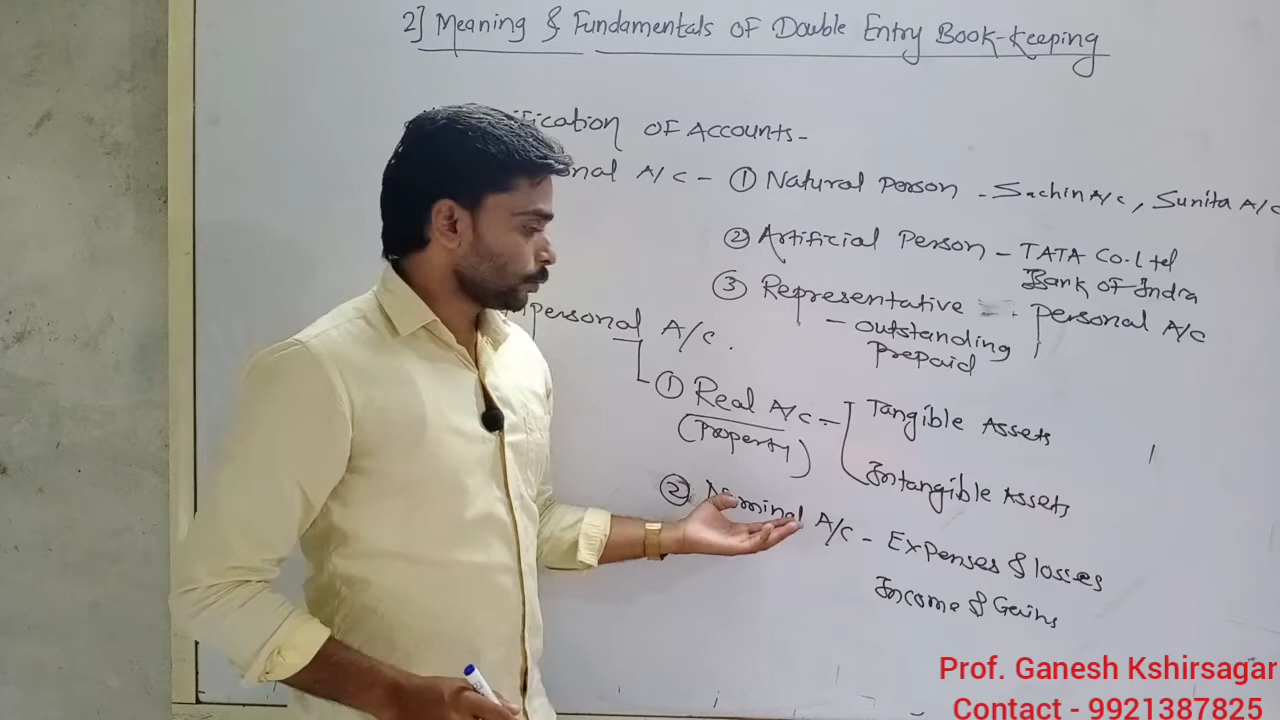 2] Meaning & Fundamentals OF Double Entry Book-Keeping
ification OF Accounts-
onal A/C - ① Natural Person - Sachin A/c, Sunita A/c
② Artificial Person - TATA Co. Ltd
Bank OF India
③ Representative Personal A/c
- outstanding
prepaid
personal A/c.
① Real A/c -
(Property)
Tangible Assets
Intangible Assets
② Nominal A/c - Expenses & losses
Income & Gains
Prof. Ganesh Kshirsagar
Contact - 9921387825